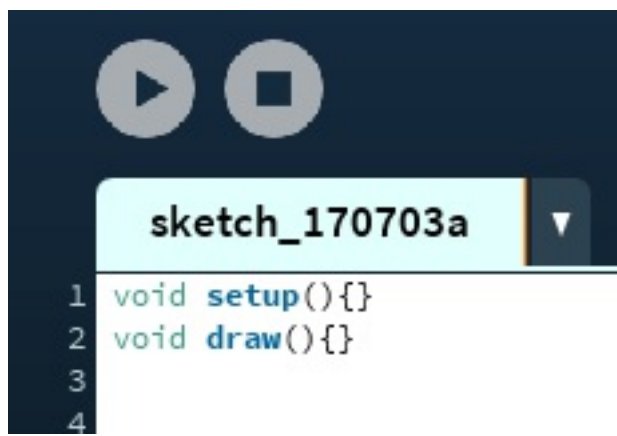 sketch_170703a
1 void setup(){}
2 void draw(){}
3
4